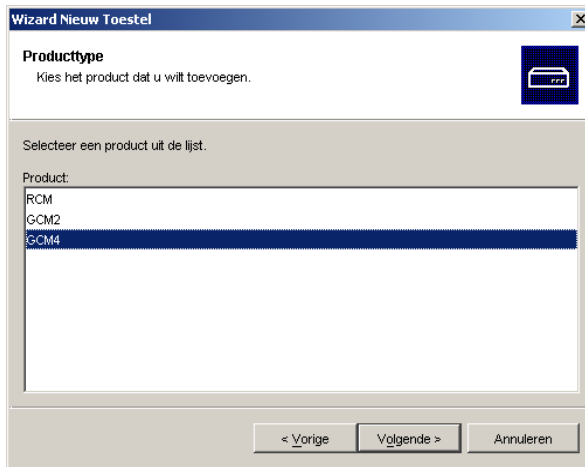 Wizard Nieuw Toestel
Producttype
Kies het product dat u wilt toevoegen.
Selecteer een product uit de lijst.
Product:
RCM
GCM2
GCM4
< Vorige
Volgende >
Annuleren